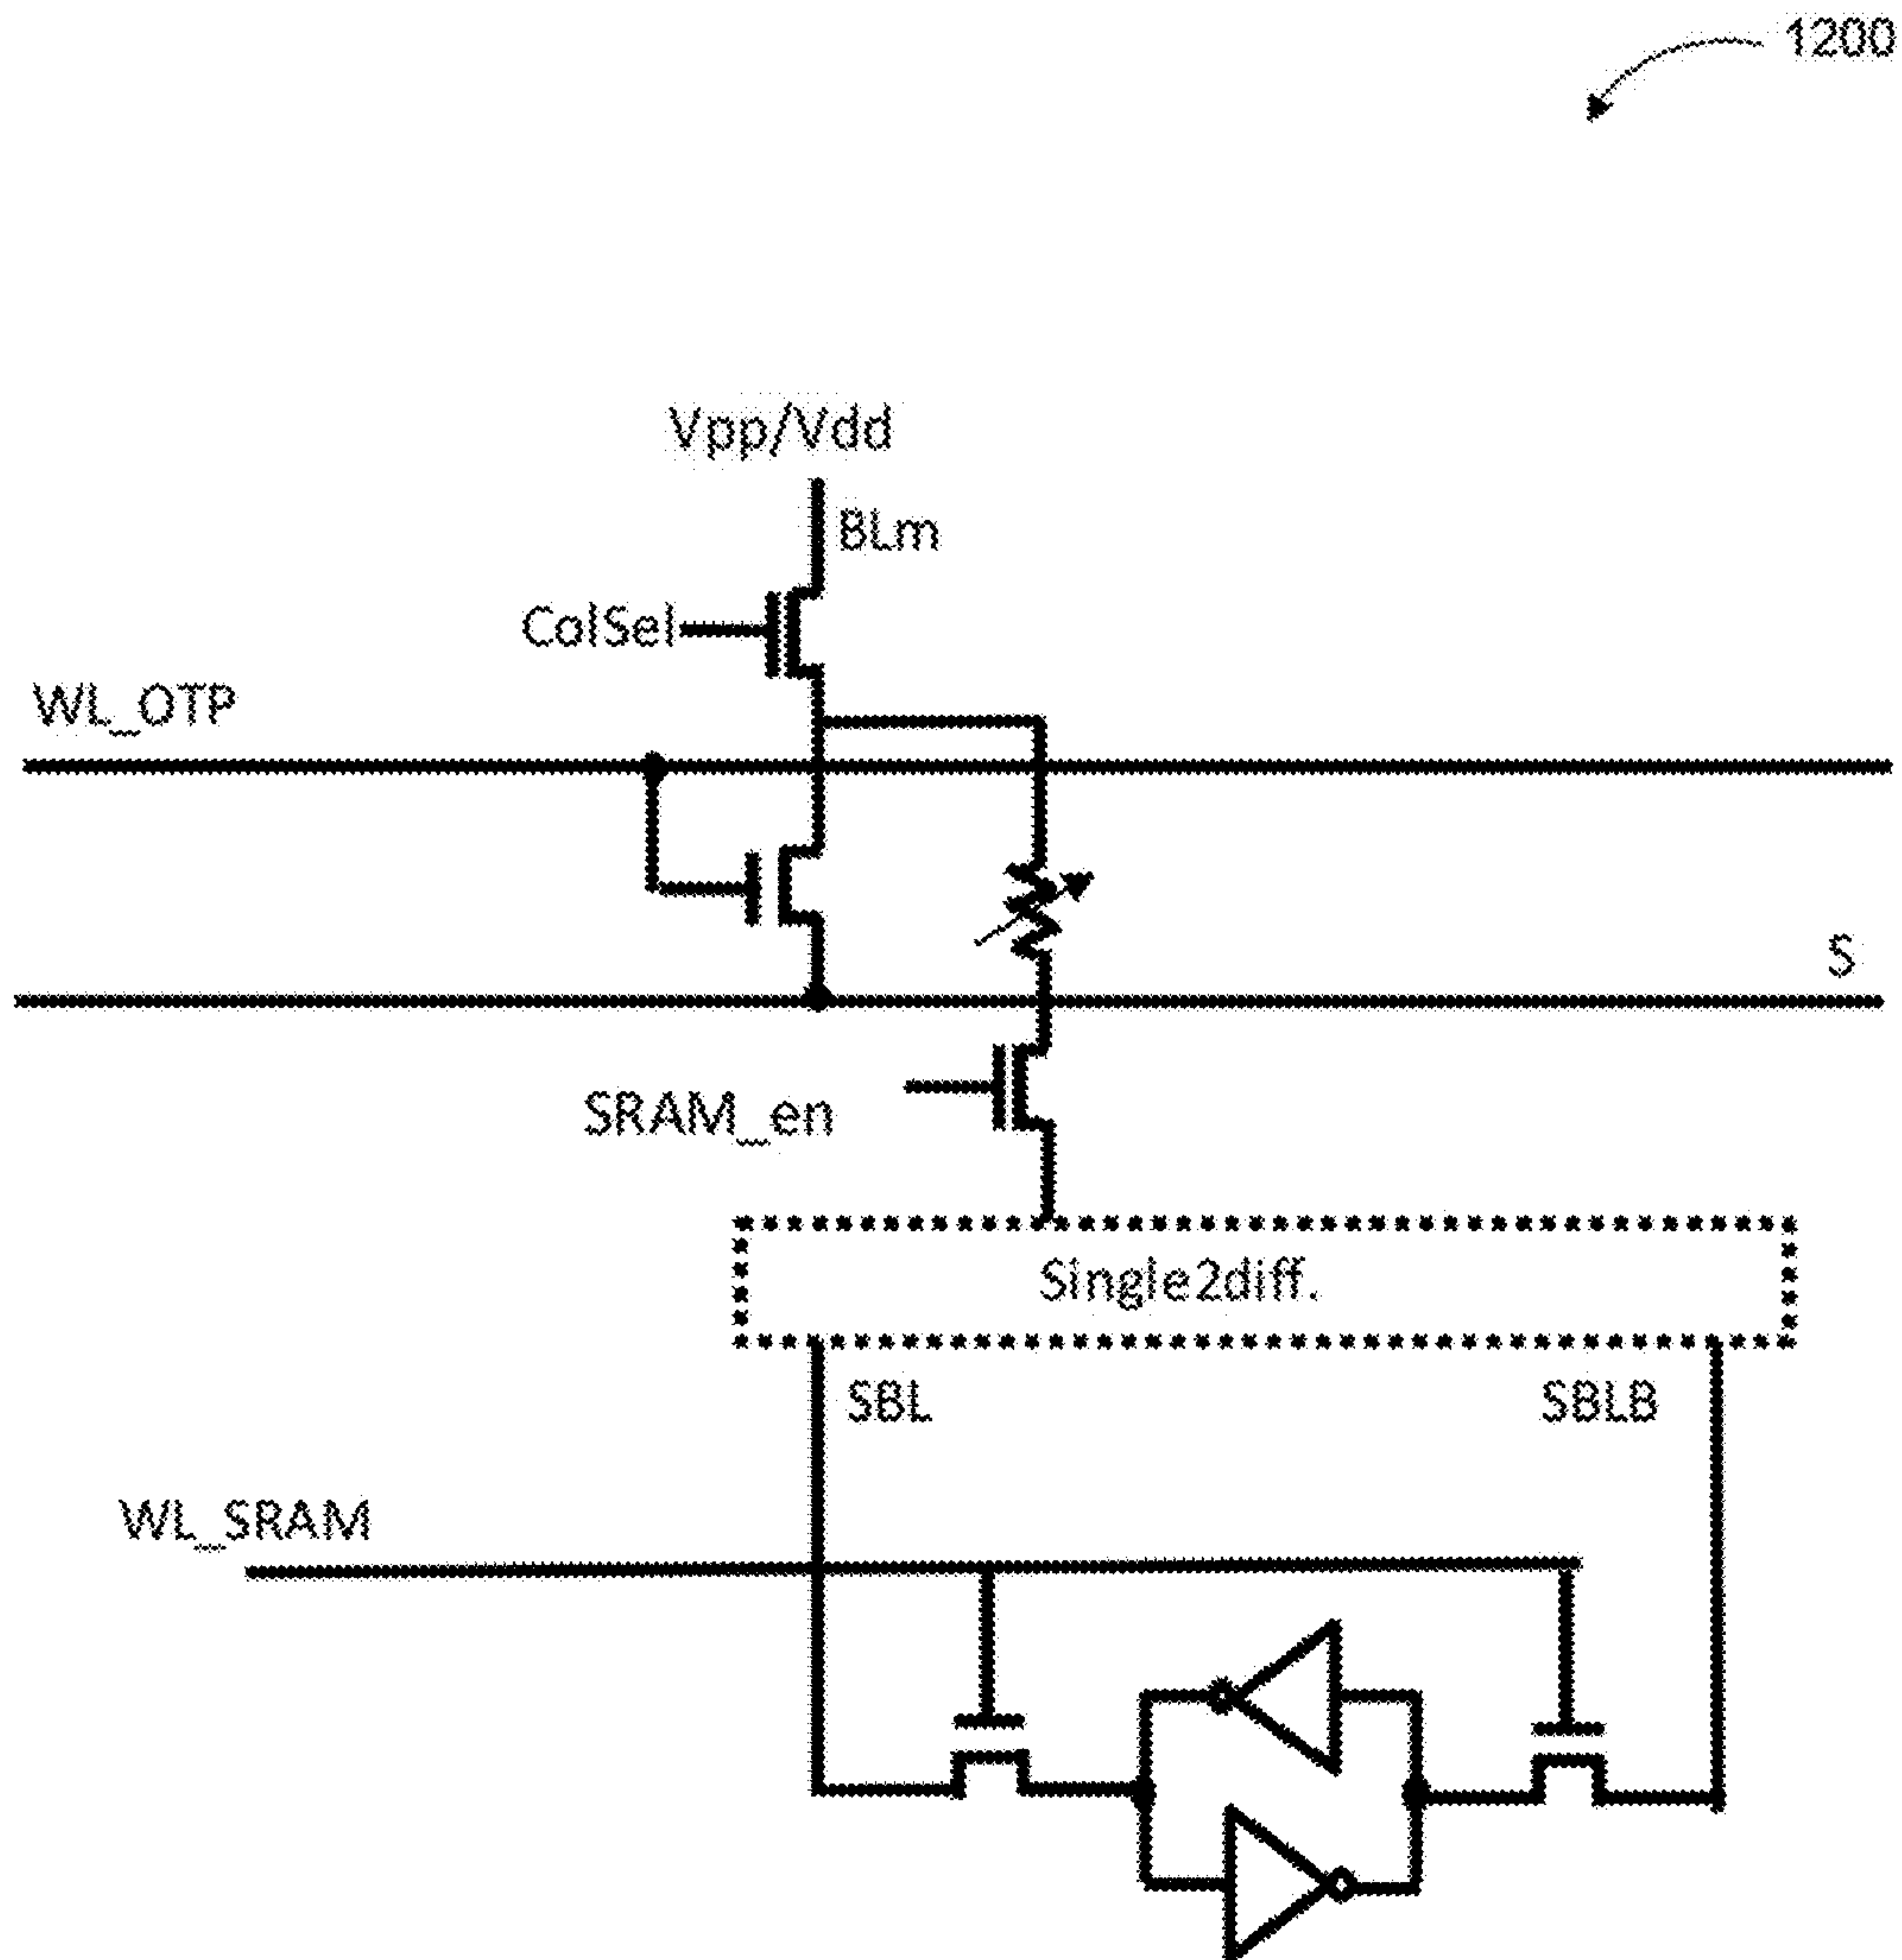 1200
Vpp/Vdd
BLm
ColSel
WL_OTP
S
SRAM_en
Single2diff.
SBL
SBLB
WL_SRAM